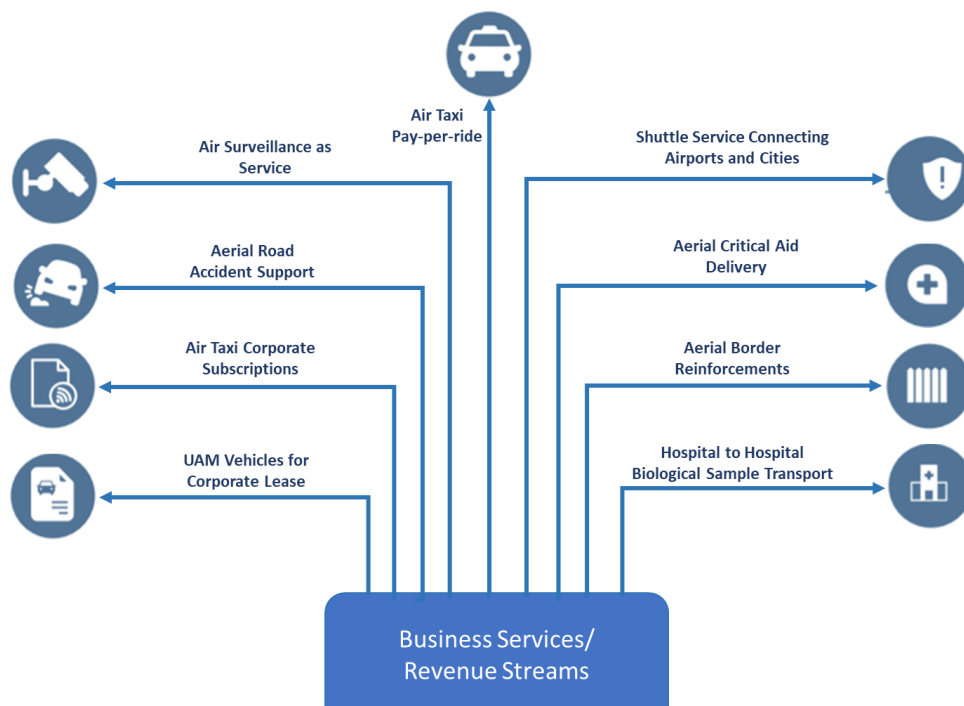 Air Taxi
Pay-per-ride
Air Surveillance as
Service
Shuttle Service Connecting
Airports and Cities
Aerial Road
Accident Support
Aerial Critical Aid
Delivery
Air Taxi Corporate
Subscriptions
Aerial Border
Reinforcements
UAM Vehicles for
Corporate Lease
Hospital to Hospital
Biological Sample Transport
Business Services/
Revenue Streams